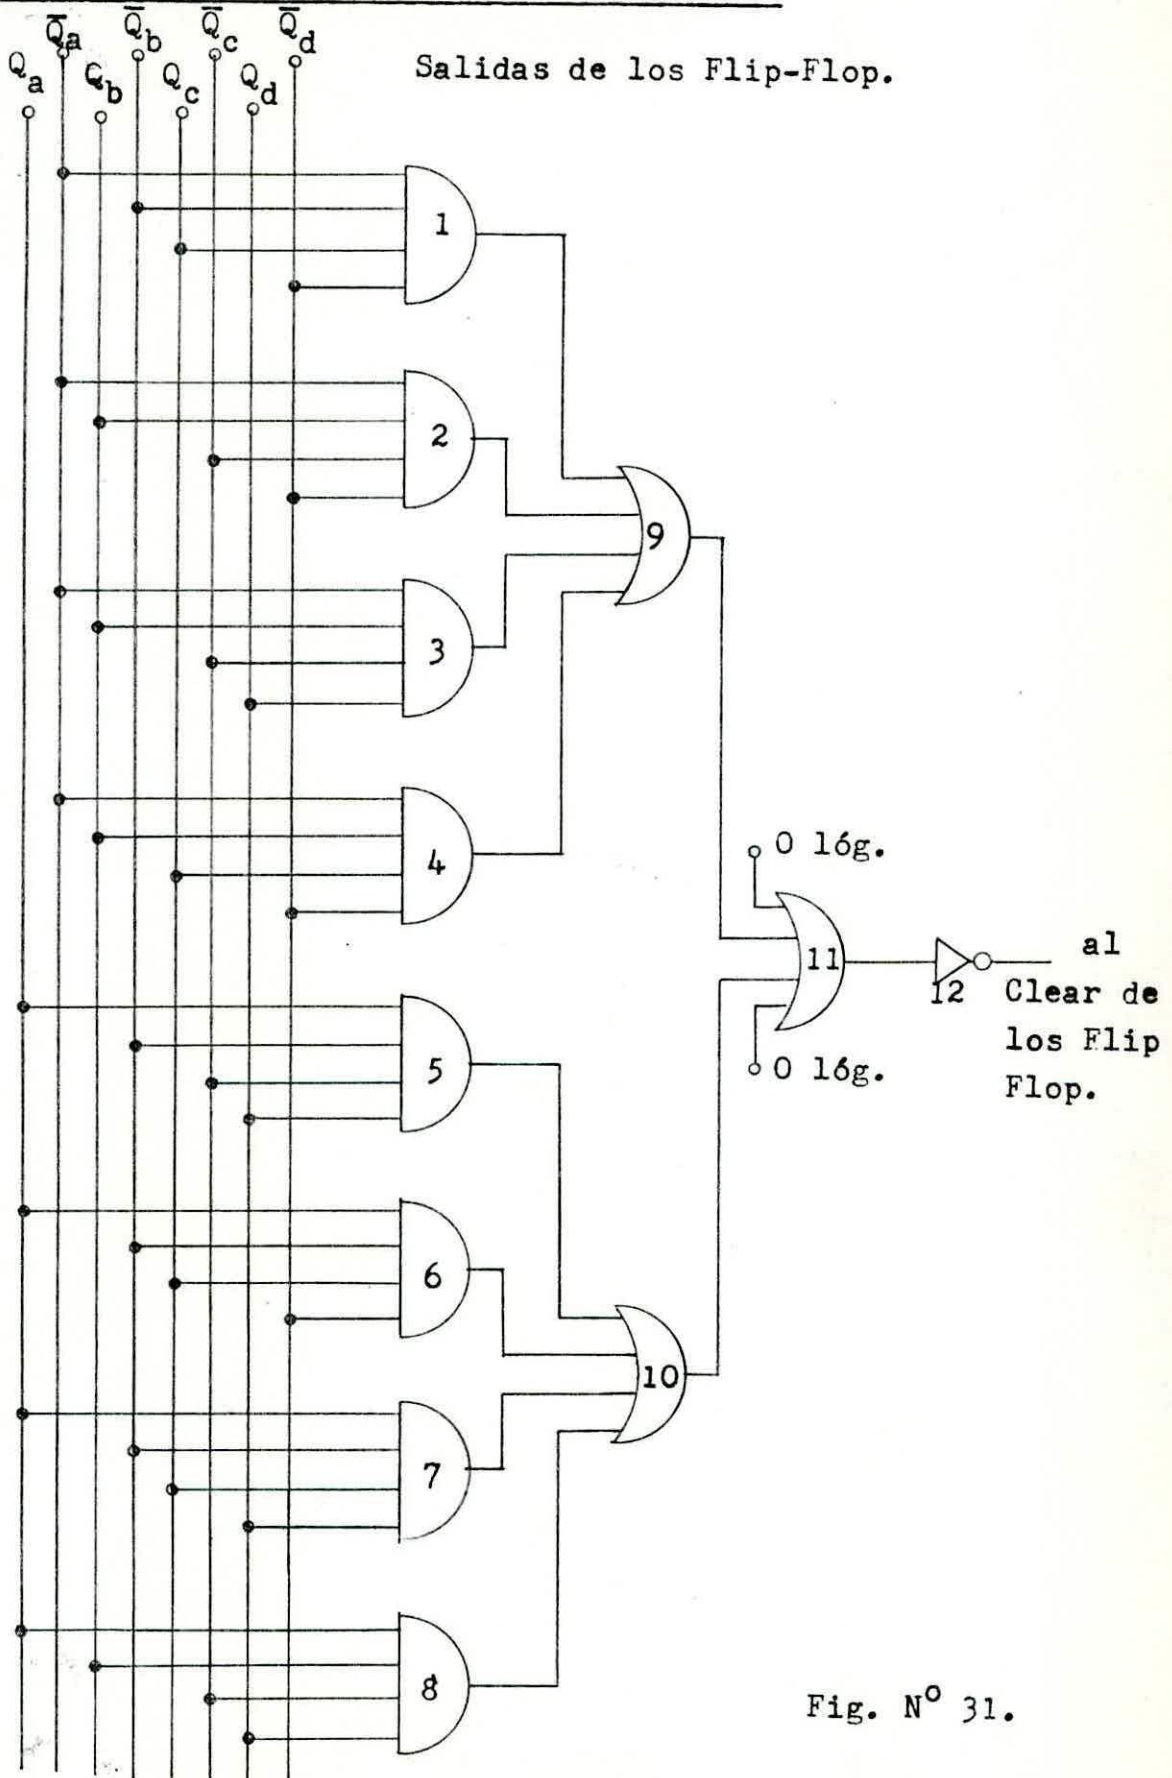 Q̅a Q̅b Q̅c Q̅d
Qa Qb Qc Qd
Salidas de los Flip-Flop.
1
2
9
3
4
0 lóg.
11
12
al
Clear de
los Flip
Flop.
0 lóg.
5
6
10
7
8
Fig. Nº 31.